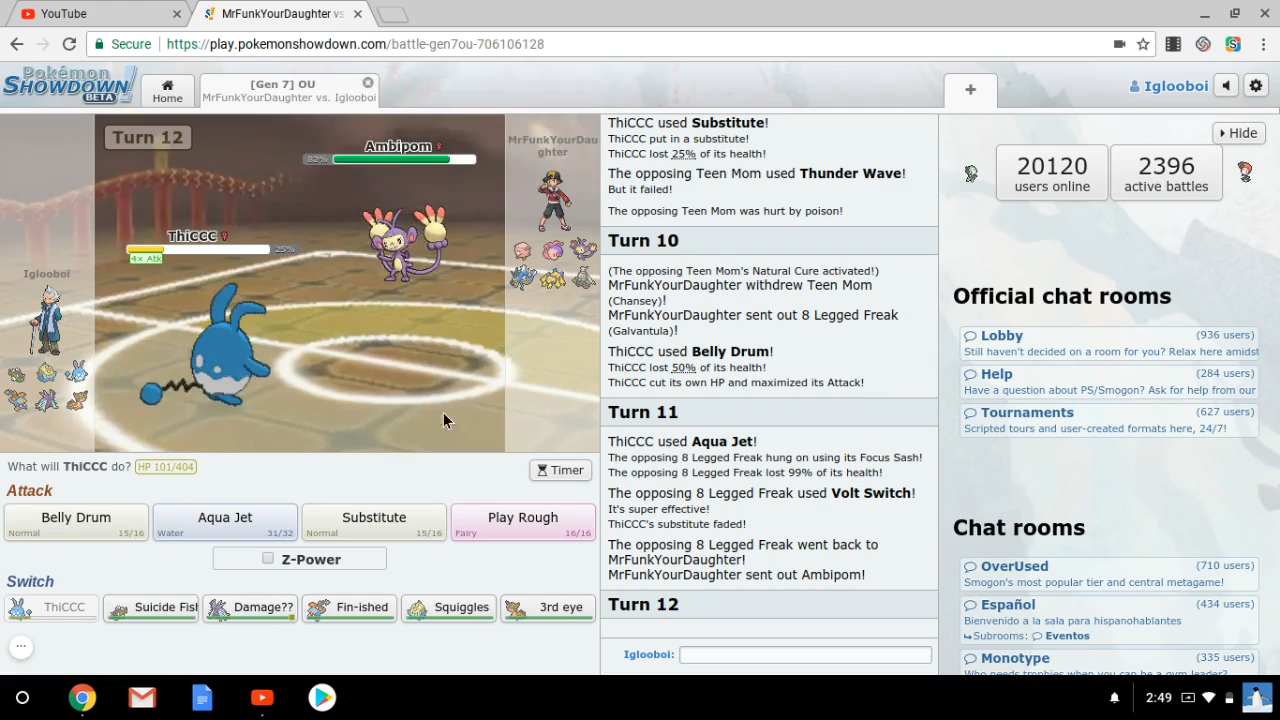 YouTube
MrFunkYourDaughter vs
Secure
https://play.pokemonshowdown.com/battle-gen7ou-706106128
Pokémon
SHOWDOWN!
BETA
Home
[Gen 7] OU
MrFunkYourDaughter vs. Iglooboi
+
Iglooboi
Turn 12
Ambipom
82%
ThiCCC
25%
4× Atk
Iglooboi
MrFunkYourDau
ghter
What will ThiCCC do? HP 101/404
Timer
Attack
Belly Drum
Normal 15/16
Aqua Jet
Water 31/32
Substitute
Normal 15/16
Play Rough
Fairy 16/16
Z-Power
Switch
ThiCCC
Suicide Fis
Damage??
Fin-ished
Squiggles
3rd eye
...
ThiCCC used Substitute!
ThiCCC put in a substitute!
ThiCCC lost 25% of its health!
The opposing Teen Mom used Thunder Wave!
But it failed!
The opposing Teen Mom was hurt by poison!
Turn 10
(The opposing Teen Mom's Natural Cure activated!)
MrFunkYourDaughter withdrew Teen Mom
(Chansey)!
MrFunkYourDaughter sent out 8 Legged Freak
(Galvantula)!
ThiCCC used Belly Drum!
ThiCCC lost 50% of its health!
ThiCCC cut its own HP and maximized its Attack!
Turn 11
ThiCCC used Aqua Jet!
The opposing 8 Legged Freak hung on using its Focus Sash!
The opposing 8 Legged Freak lost 99% of its health!
The opposing 8 Legged Freak used Volt Switch!
It's super effective!
ThiCCC's substitute faded!
The opposing 8 Legged Freak went back to
MrFunkYourDaughter!
MrFunkYourDaughter sent out Ambipom!
Turn 12
Iglooboi:
Hide
20120
users online
2396
active battles
Official chat rooms
Lobby (936 users)
Still haven't decided on a room for you? Relax here amidst
Help (284 users)
Have a question about PS/Smogon? Ask for help from our
Tournaments (627 users)
Scripted tours and user-created formats here, 24/7!
Chat rooms
OverUsed (710 users)
Smogon's most popular tier and central metagame!
Español (434 users)
Bienvenido a la sala para hispanohablantes
Subrooms: Eventos
Monotype (335 users)
Who needs trophies when you can be a gym leader?
2:49